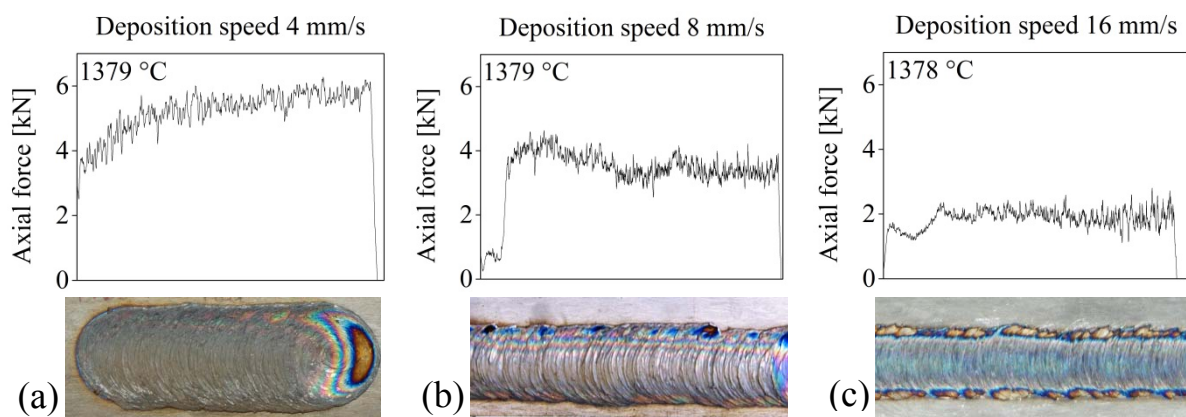 Deposition speed 4 mm/s
1379 °C
Axial force [kN]
6
4
2
0
(a)
Deposition speed 8 mm/s
1379 °C
Axial force [kN]
6
4
2
0
(b)
Deposition speed 16 mm/s
1378 °C
Axial force [kN]
6
4
2
0
(c)